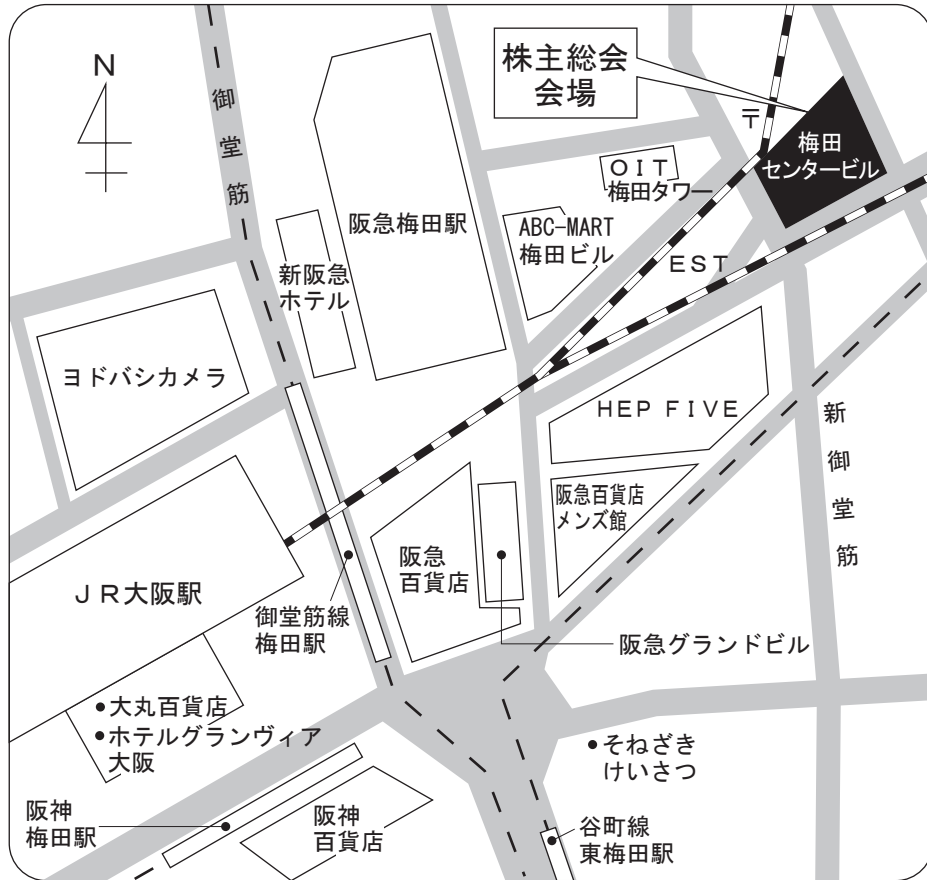 N
御堂筋
株主総会
会場
〒
梅田
センタービル
OIT
梅田タワー
阪急梅田駅
ABC-MART
梅田ビル
EST
新阪急
ホテル
ヨドバシカメラ
HEP FIVE
新御堂筋
阪急百貨店
メンズ館
阪急
百貨店
JR大阪駅
御堂筋線
梅田駅
阪急グランドビル
大丸百貨店
ホテルグランヴィア
大阪
そねざき
けいさつ
阪神
梅田駅
阪神
百貨店
谷町線
東梅田駅